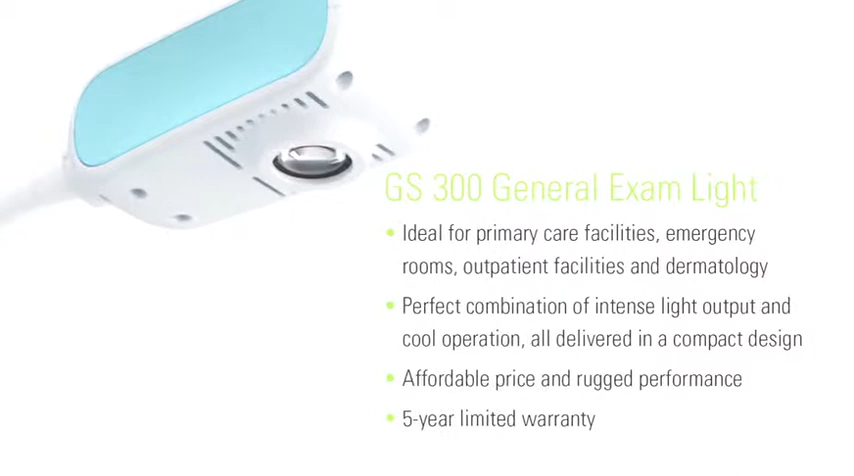 GS 300 General Exam Light
• Ideal for primary care facilities, emergency
rooms, outpatient facilities and dermatology
• Perfect combination of intense light output and
cool operation, all delivered in a compact design
• Affordable price and rugged performance
• 5-year limited warranty